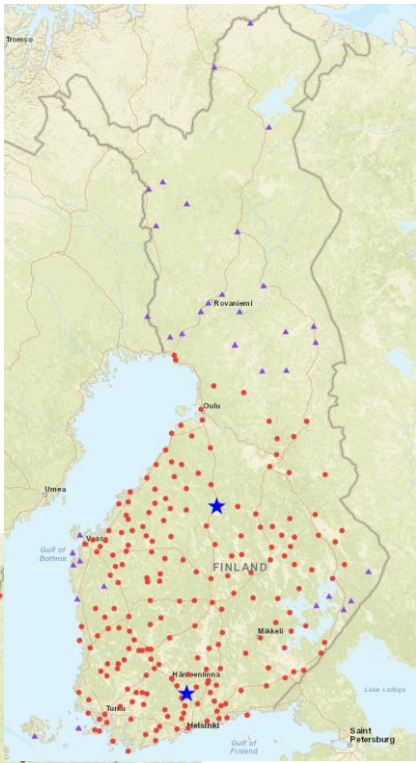 Tromso
Rovaniemi
Oulu
Umea
Vaasa
Gulf of
Bothnia
FINLAND
Mikkeli
Hämeenlinna
Lake Ladoga
Turku
Helsinki
Gulf of
Finland
Saint
Petersburg